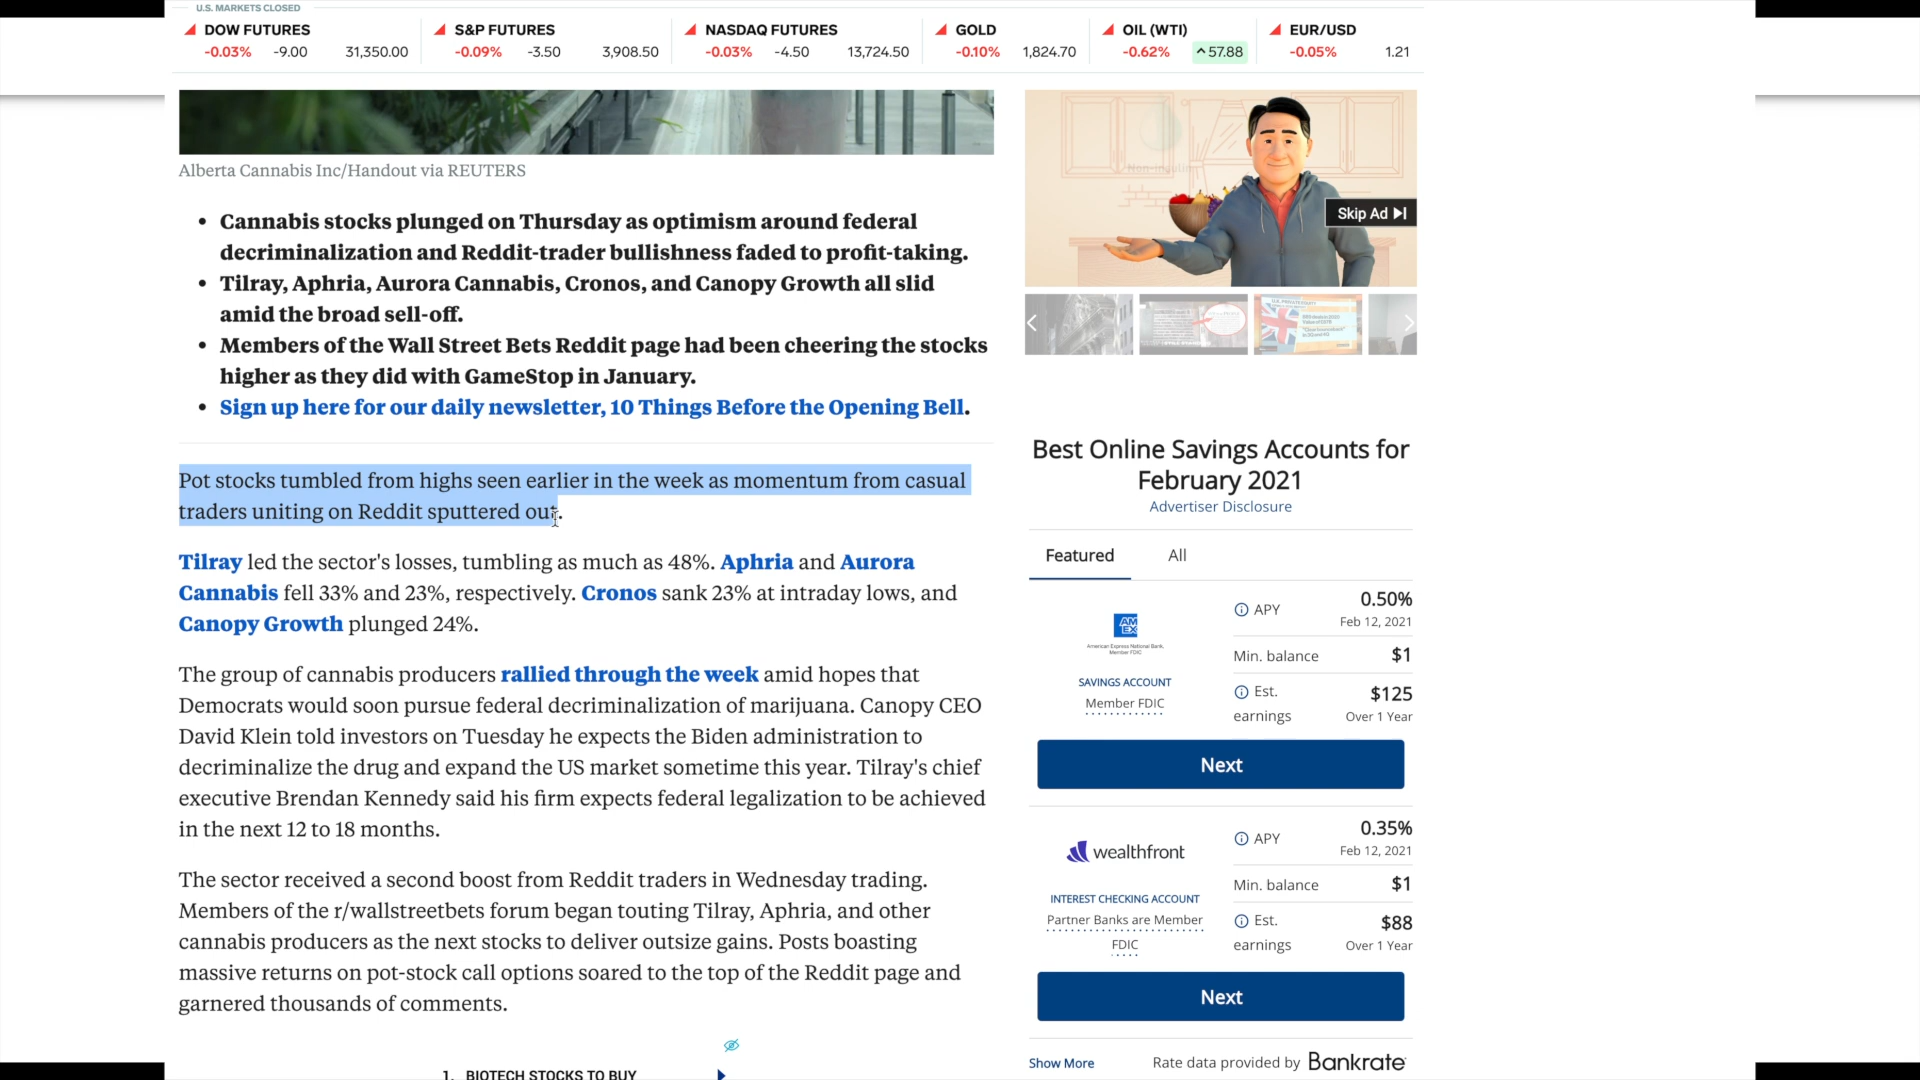 U.S. MARKETS CLOSED
DOW FUTURES
-0.03% -9.00 31,350.00
S&P FUTURES
-0.09% -3.50 3,908.50
NASDAQ FUTURES
-0.03% -4.50 13,724.50
GOLD
-0.10% 1,824.70
OIL (WTI)
-0.62% 57.88
EUR/USD
-0.05% 1.21
Alberta Cannabis Inc/Handout via REUTERS
• Cannabis stocks plunged on Thursday as optimism around federal
decriminalization and Reddit-trader bullishness faded to profit-taking.
• Tilray, Aphria, Aurora Cannabis, Cronos, and Canopy Growth all slid
amid the broad sell-off.
• Members of the Wall Street Bets Reddit page had been cheering the stocks
higher as they did with GameStop in January.
• Sign up here for our daily newsletter, 10 Things Before the Opening Bell.
Pot stocks tumbled from highs seen earlier in the week as momentum from casual
traders uniting on Reddit sputtered out.
Tilray led the sector's losses, tumbling as much as 48%. Aphria and Aurora
Cannabis fell 33% and 23%, respectively. Cronos sank 23% at intraday lows, and
Canopy Growth plunged 24%.
The group of cannabis producers rallied through the week amid hopes that
Democrats would soon pursue federal decriminalization of marijuana. Canopy CEO
David Klein told investors on Tuesday he expects the Biden administration to
decriminalize the drug and expand the US market sometime this year. Tilray's chief
executive Brendan Kennedy said his firm expects federal legalization to be achieved
in the next 12 to 18 months.
The sector received a second boost from Reddit traders in Wednesday trading.
Members of the r/wallstreetbets forum began touting Tilray, Aphria, and other
cannabis producers as the next stocks to deliver outsize gains. Posts boasting
massive returns on pot-stock call options soared to the top of the Reddit page and
garnered thousands of comments.
1. BIOTECH STOCKS TO BUY
Non-insulin
Skip Ad
Best Online Savings Accounts for
February 2021
Advertiser Disclosure
Featured All
AM
EX
American Express National Bank,
Member FDIC
SAVINGS ACCOUNT
Member FDIC
APY 0.50%
Feb 12, 2021
Min. balance $1
Est.
earnings
$125
Over 1 Year
Next
wealthfront
INTEREST CHECKING ACCOUNT
Partner Banks are Member
FDIC
APY 0.35%
Feb 12, 2021
Min. balance $1
Est.
earnings
$88
Over 1 Year
Next
Show More Rate data provided by Bankrate